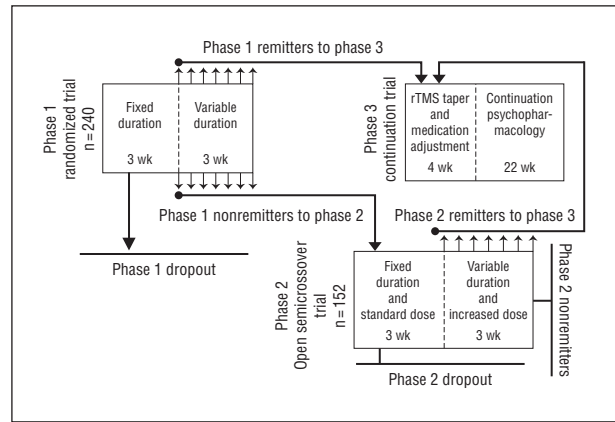 Phase 1 remitters to phase 3
Phase 1
randomized trial
n=240
Fixed
duration
3 wk
Variable
duration
3 wk
Phase 3
continuation trial
rTMS taper
and
medication
adjustment
4 wk
Continuation
psychophar-
macology
22 wk
Phase 1 nonremitters to phase 2
Phase 2 remitters to phase 3
Phase 1 dropout
Phase 2
Open semicrossover
trial
n=152
Fixed
duration
and
standard dose
3 wk
Variable
duration
and
increased dose
3 wk
Phase 2 nonremitters
Phase 2 dropout